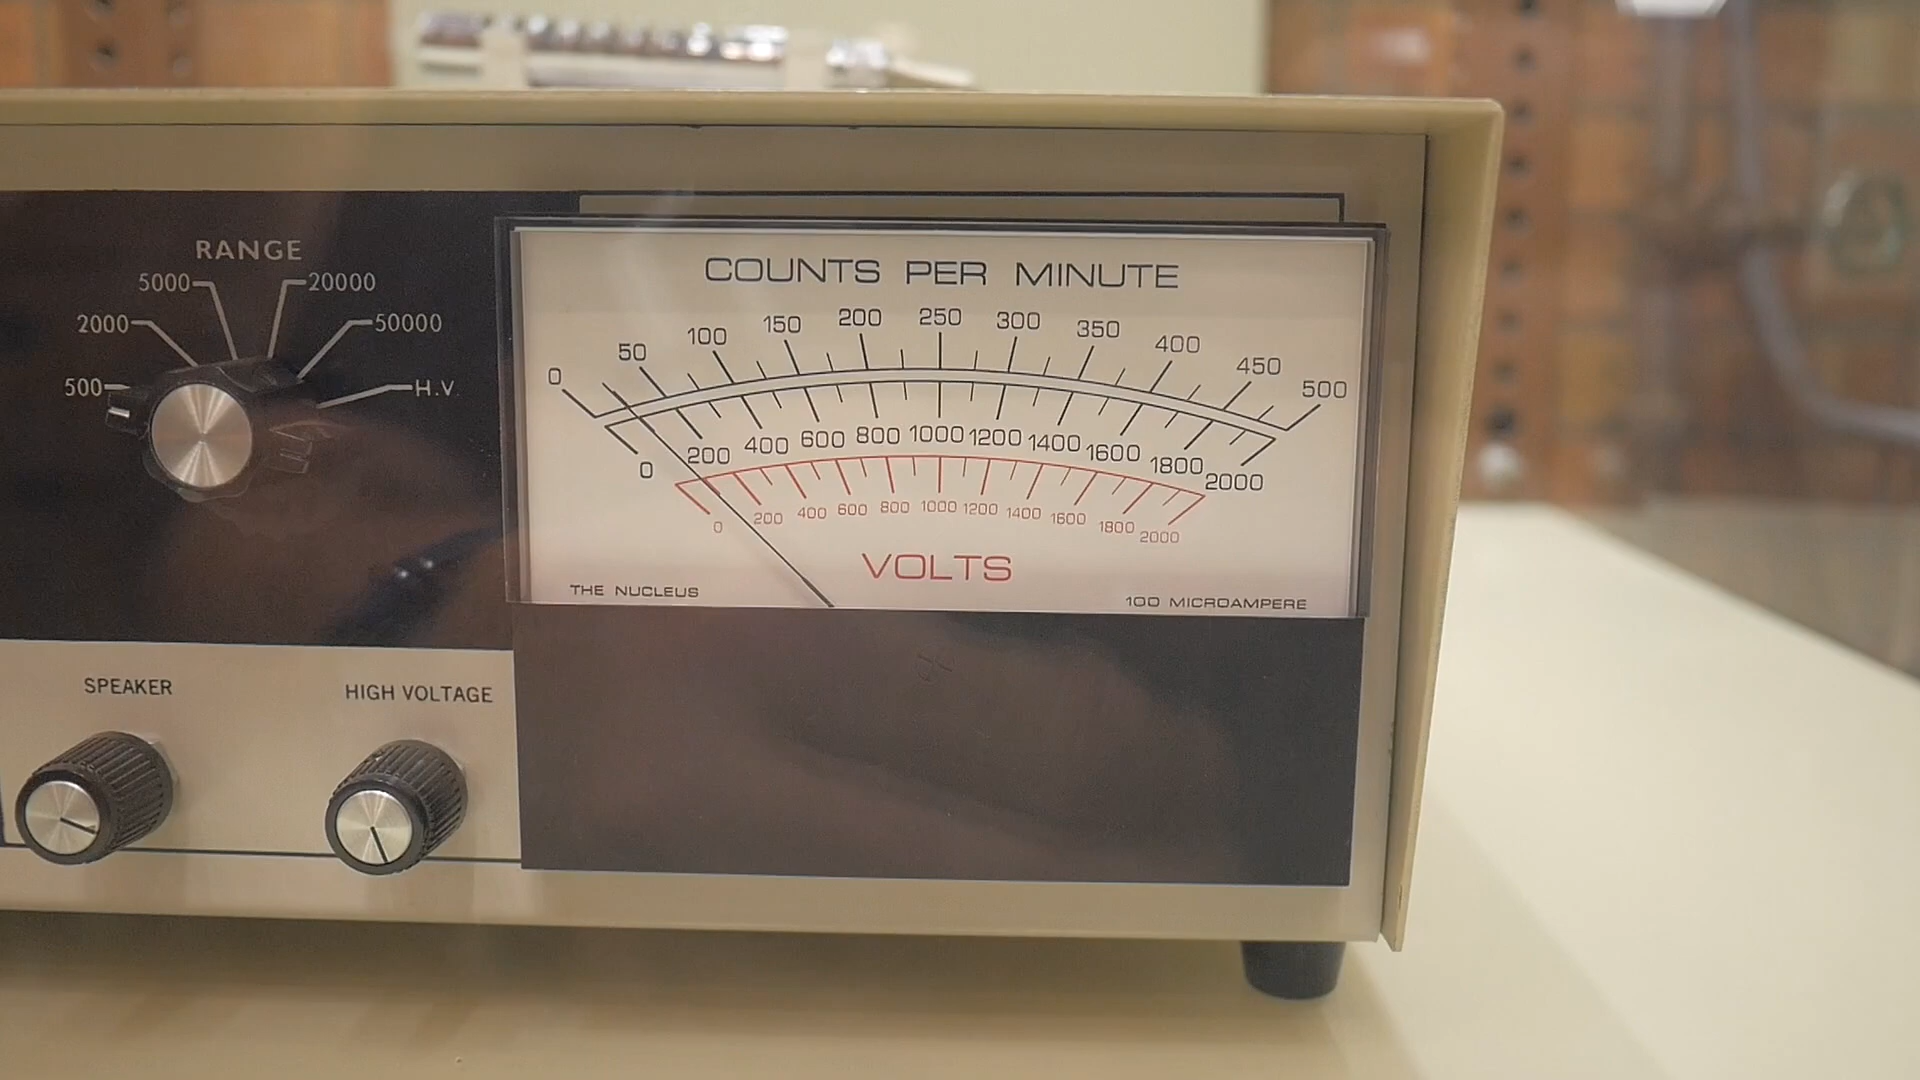 RANGE
5000 20000
2000 50000
500 H.V.
COUNTS PER MINUTE
0 50 100 150 200 250 300 350 400 450 500
0 200 400 600 800 1000 1200 1400 1600 1800 2000
0 200 400 600 800 1000 1200 1400 1600 1800 2000
VOLTS
THE NUCLEUS
100 MICROAMPERE
SPEAKER
HIGH VOLTAGE